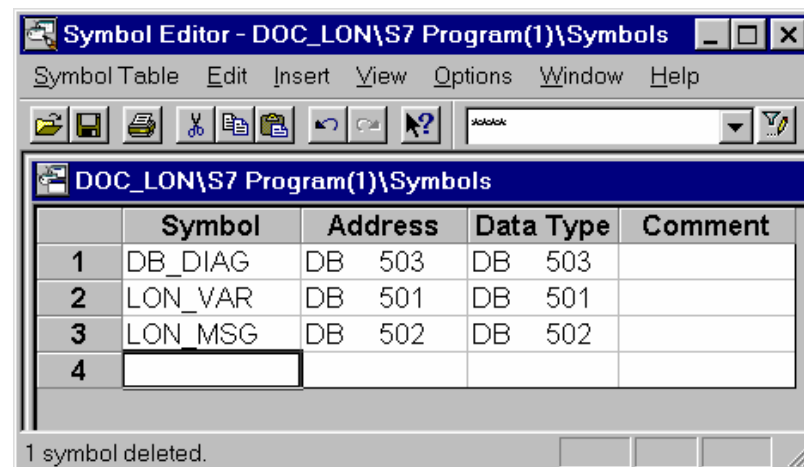 Symbol Editor - DOC_LON\S7 Program(1)\Symbols
Symbol Table Edit Insert View Options Window Help
*****
DOC_LON\S7 Program(1)\Symbols
Symbol Address Data Type Comment
1 DB_DIAG DB 503 DB 503
2 LON_VAR DB 501 DB 501
3 LON_MSG DB 502 DB 502
4
1 symbol deleted.